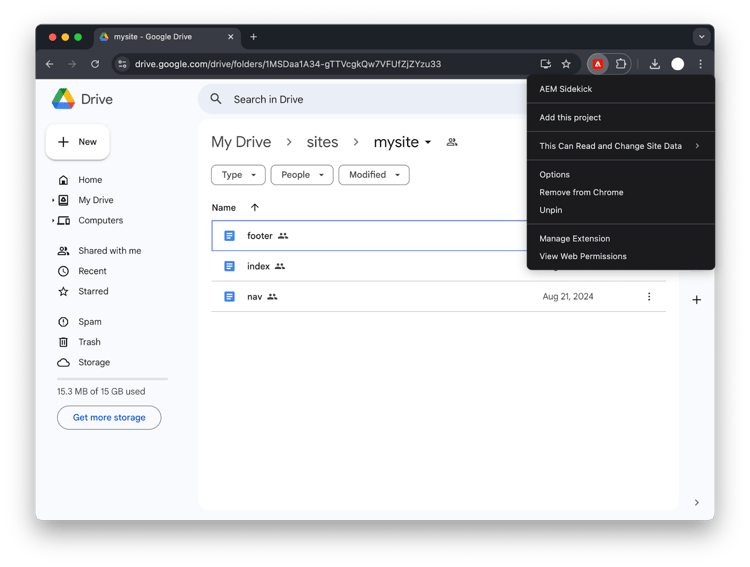 mysite - Google Drive
drive.google.com/drive/folders/1MSDaa1A34-gTTVcgkQw7VFUfZjZYzu33
Drive
Search in Drive
AEM Sidekick
Add this project
This Can Read and Change Site Data
Options
Remove from Chrome
Unpin
Manage Extension
View Web Permissions
New
Home
My Drive
Computers
Shared with me
Recent
Starred
Spam
Trash
Storage
15.3 MB of 15 GB used
Get more storage
My Drive > sites > mysite
Type People Modified
Name
footer
index
nav Aug 21, 2024